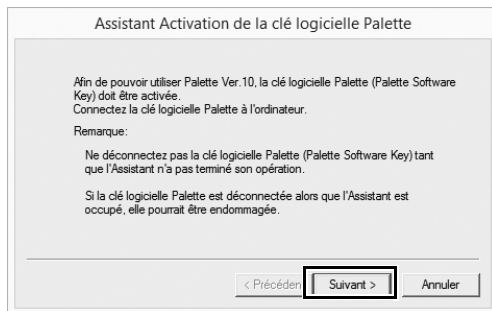 Assistant Activation de la clé logicielle Palette
Afin de pouvoir utiliser Palette Ver.10, la clé logicielle Palette (Palette Software
Key) doit être activée.
Connectez la clé logicielle Palette à l'ordinateur.
Remarque:
Ne déconnectez pas la clé logicielle Palette (Palette Software Key) tant
que l'Assistant n'a pas terminé son opération.
Si la clé logicielle Palette est déconnectée alors que l'Assistant est
occupé, elle pourrait être endommagée.
< Précéden Suivant > Annuler